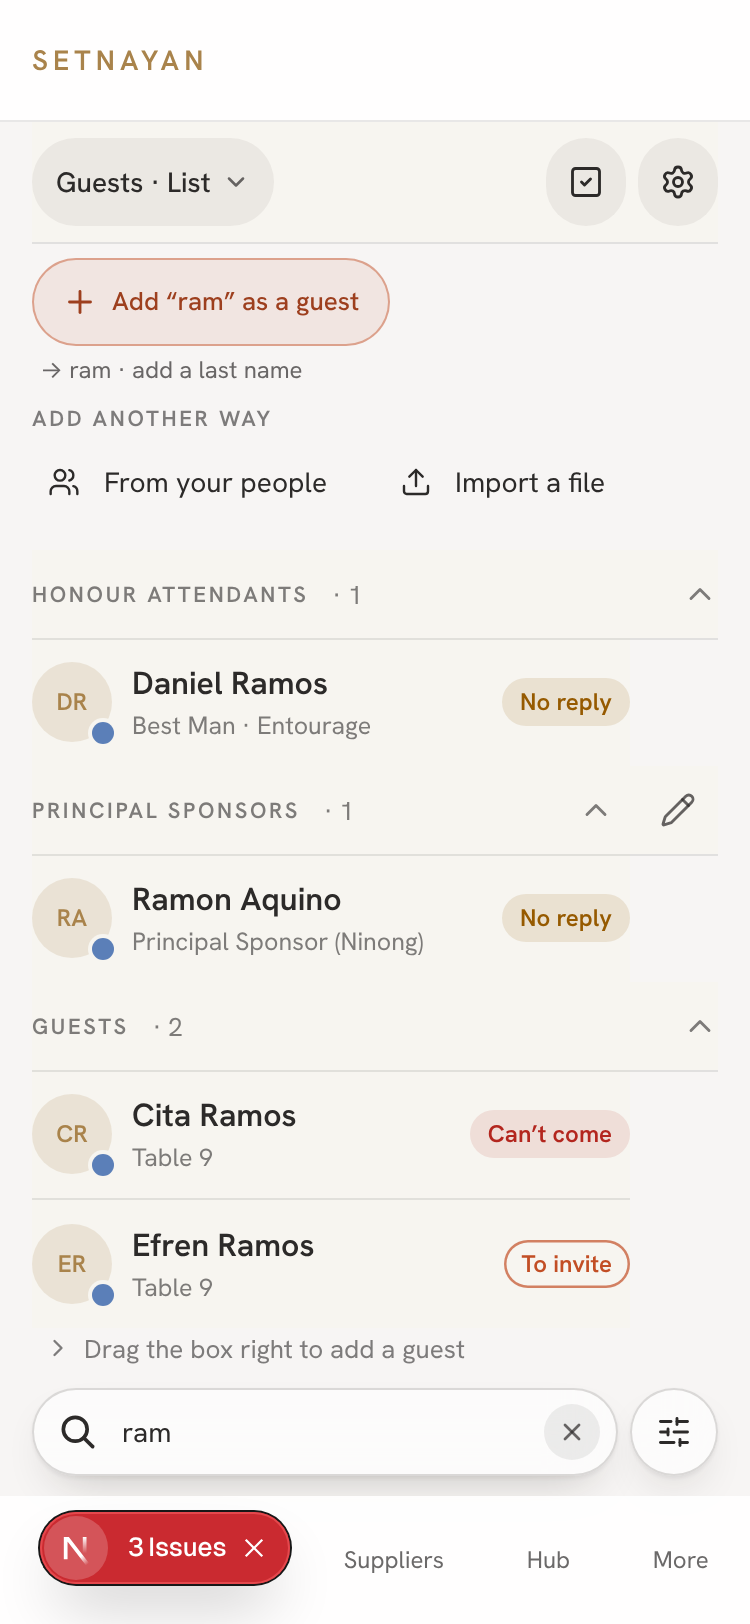 SETNAYAN
Guests · List
Add “ram” as a guest
→ ram · add a last name
ADD ANOTHER WAY
From your people
Import a file
HONOUR ATTENDANTS · 1
DR
Daniel Ramos
Best Man · Entourage
No reply
PRINCIPAL SPONSORS · 1
RA
Ramon Aquino
Principal Sponsor (Ninong)
No reply
GUESTS · 2
CR
Cita Ramos
Table 9
Can’t come
ER
Efren Ramos
Table 9
To invite
Drag the box right to add a guest
ram
N 3 Issues
Suppliers
Hub
More